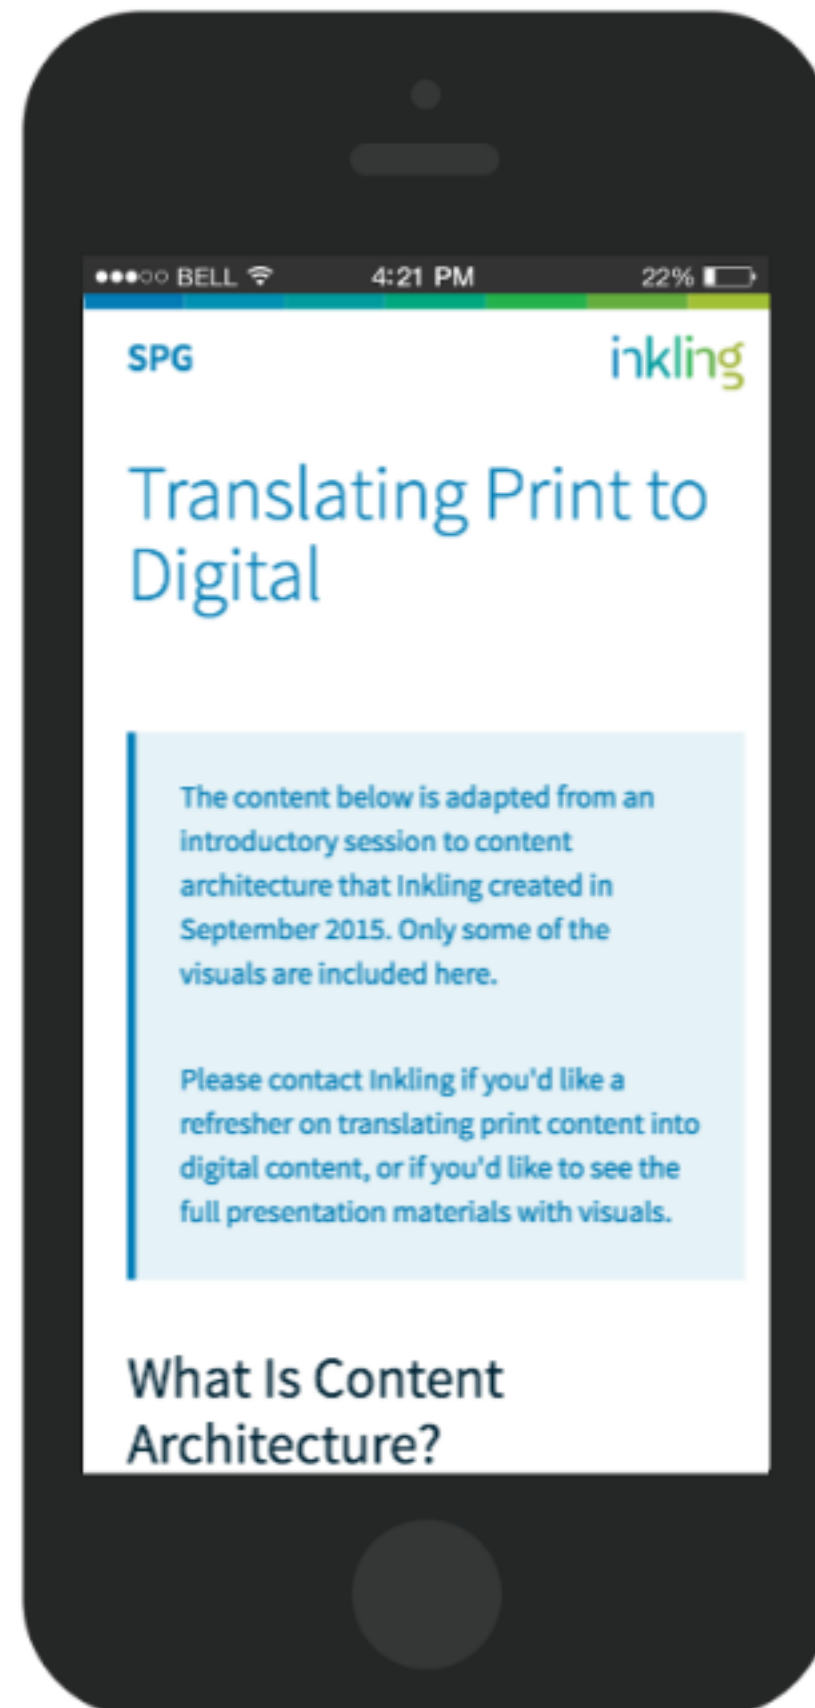 BELL 4:21 PM 22%
SPG inkling
Translating Print to
Digital
The content below is adapted from an
introductory session to content
architecture that Inkling created in
September 2015. Only some of the
visuals are included here.
Please contact Inkling if you'd like a
refresher on translating print content into
digital content, or if you'd like to see the
full presentation materials with visuals.
What Is Content
Architecture?